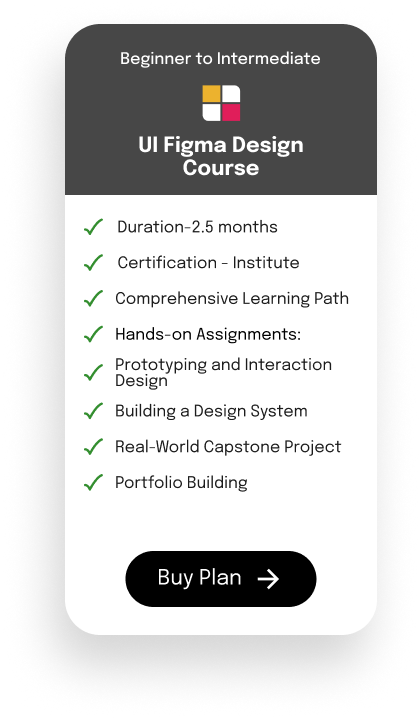 Beginner to Intermediate
UI Figma Design
Course
Duration-2.5 months
Certification - Institute
Comprehensive Learning Path
Hands-on Assignments:
Prototyping and Interaction
Design
Building a Design System
Real-World Capstone Project
Portfolio Building
Buy Plan